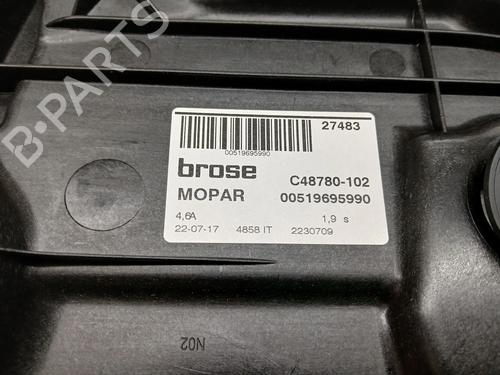 B-PARTS
27483
00519695990
brose
C48780-102
MOPAR
00519695990
4,6A
1,9 s
22-07-17 4858 IT 2230709
N02